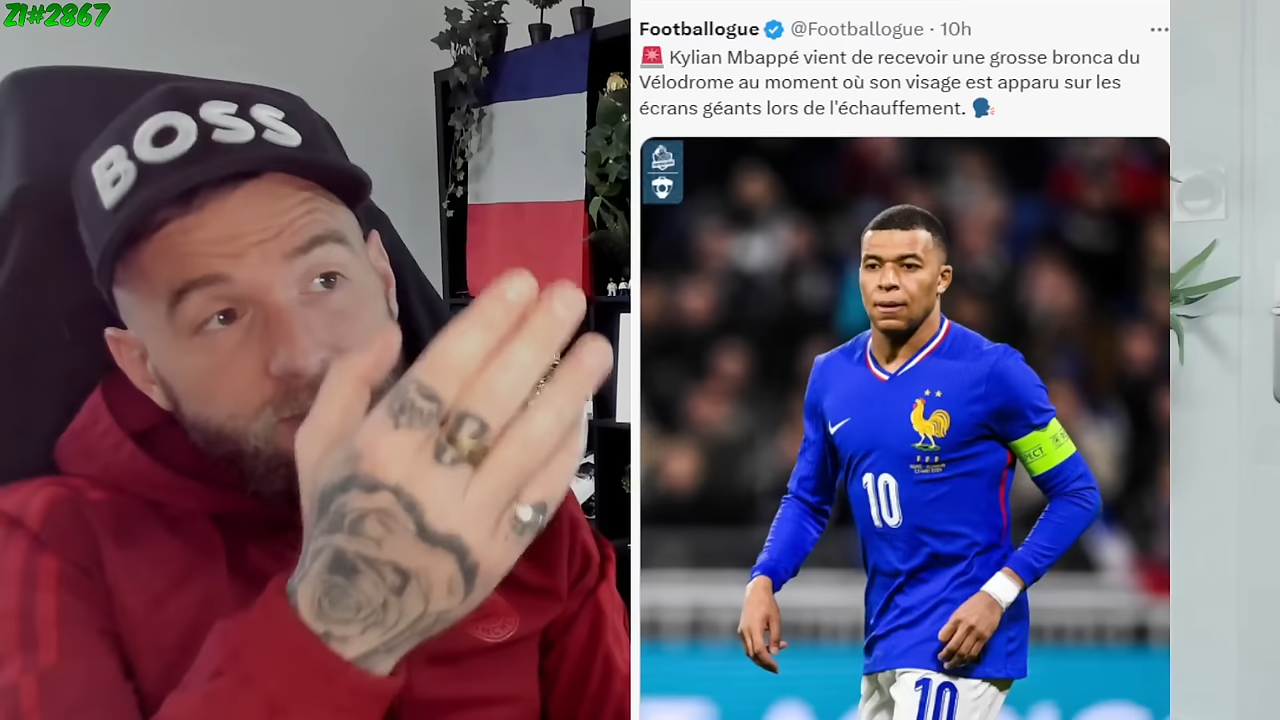 ZI#2867
BOSS
Footballogue @Footballogue · 10h
🚨 Kylian Mbappé vient de recevoir une grosse bronca du
Vélodrome au moment où son visage est apparu sur les
écrans géants lors de l'échauffement. 🗣
FFF
10
10